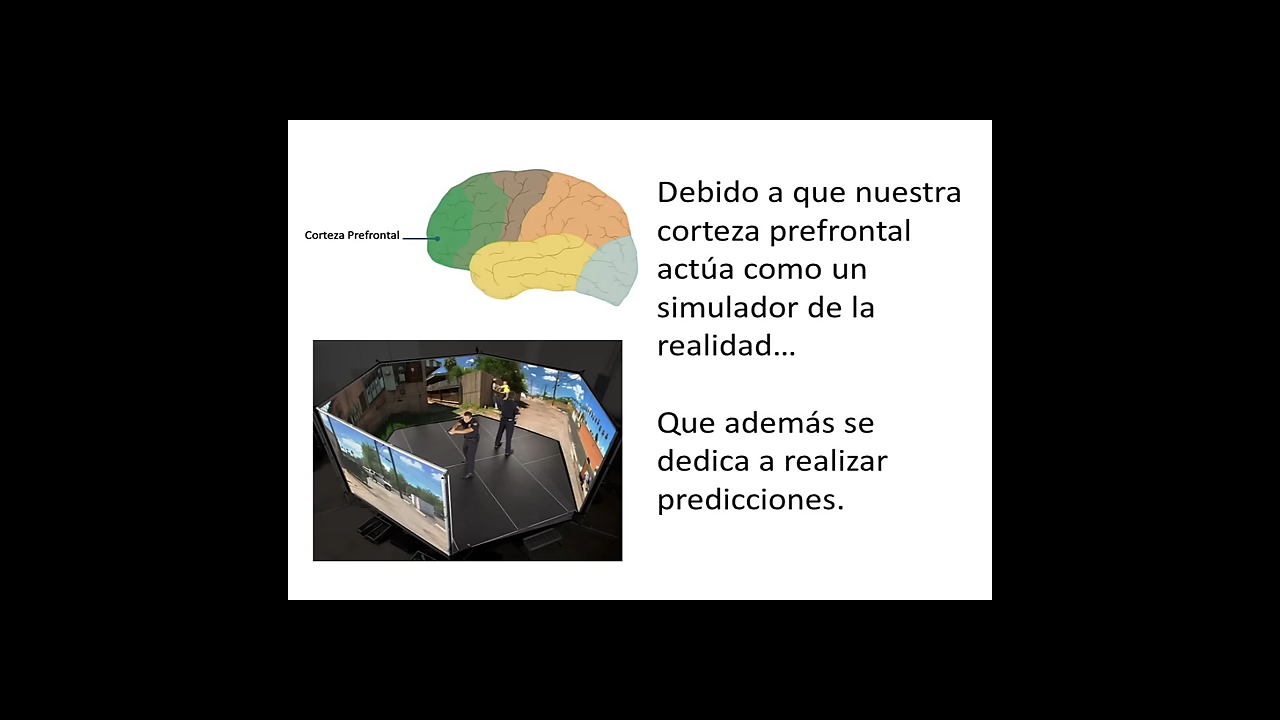 Corteza Prefrontal
Debido a que nuestra
corteza prefrontal
actúa como un
simulador de la
realidad...
Que además se
dedica a realizar
predicciones.